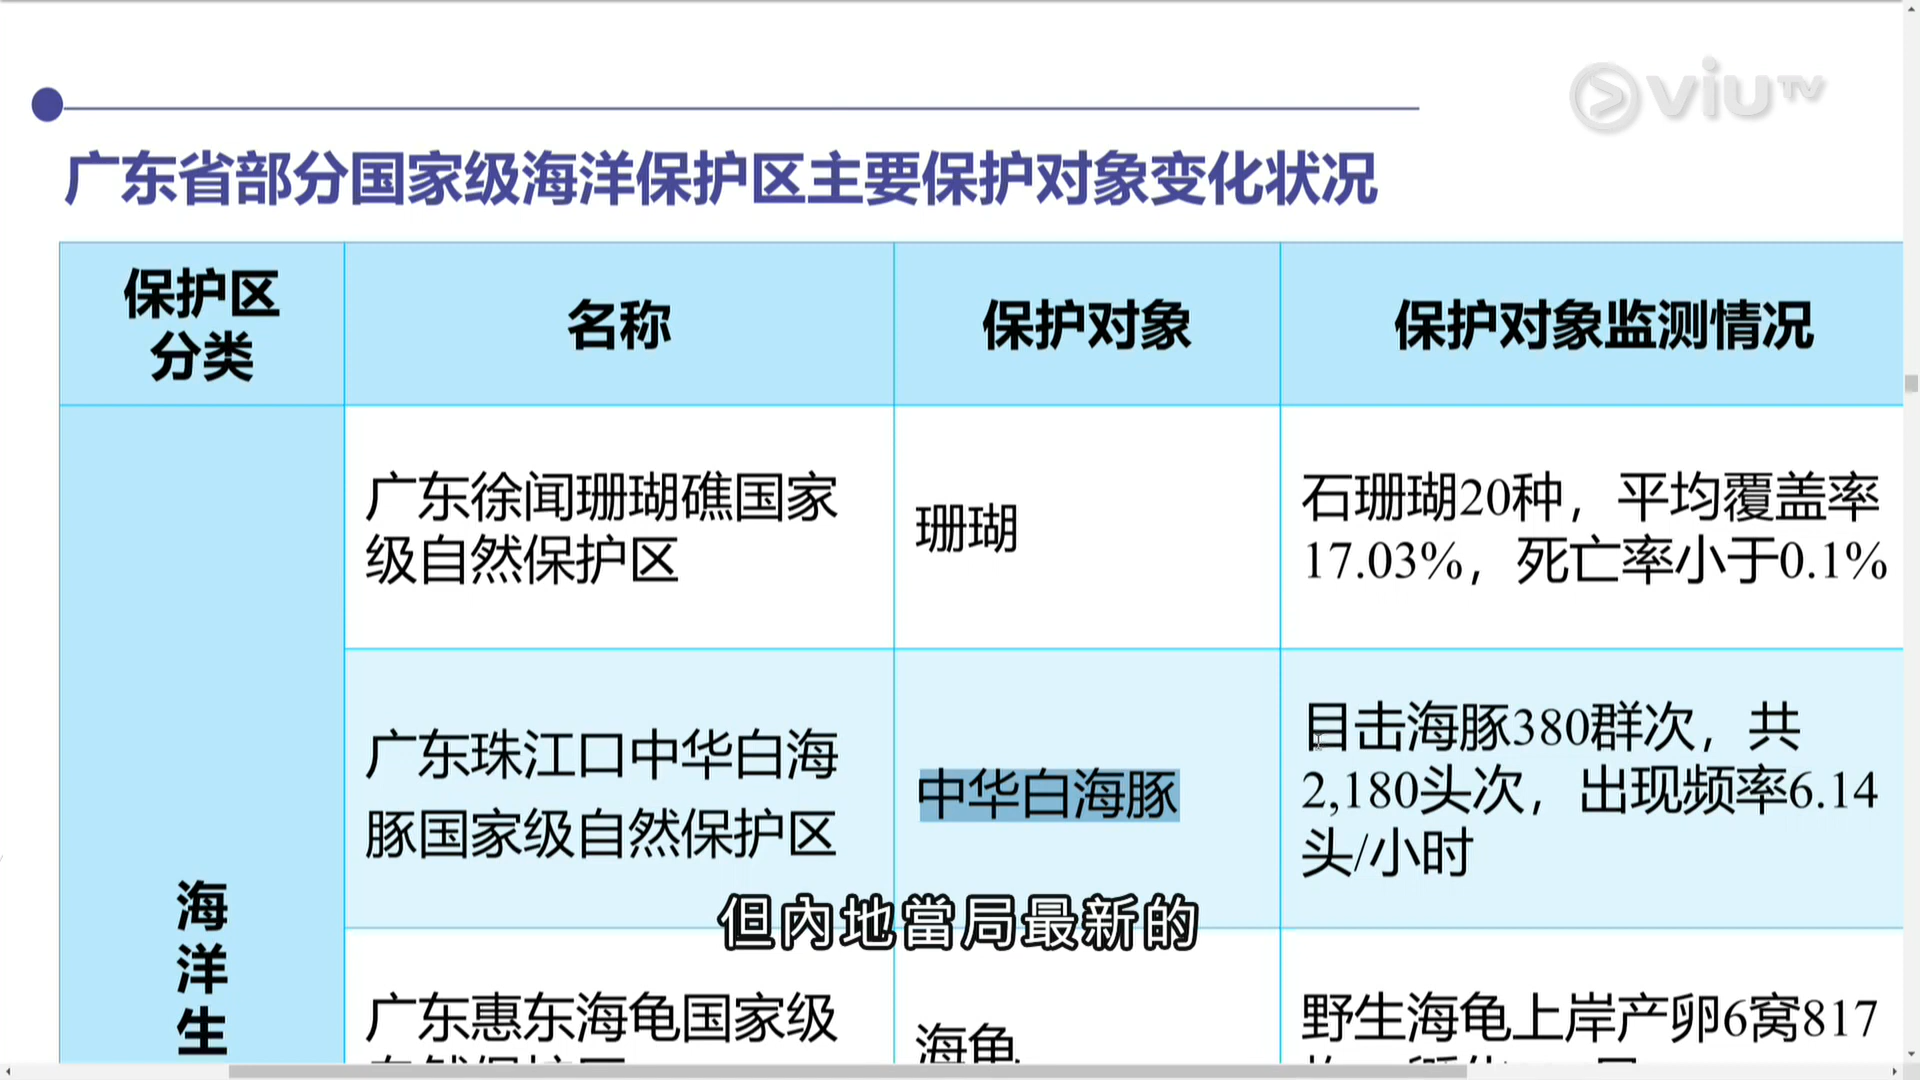 viuTV
广东省部分国家级海洋保护区主要保护对象变化状况
保护区
分类
名称
保护对象
保护对象监测情况
广东徐闻珊瑚礁国家
级自然保护区
珊瑚
石珊瑚20种，平均覆盖率
17.03%，死亡率小于0.1%
广东珠江口中华白海
豚国家级自然保护区
中华白海豚
目击海豚380群次，共
2,180头次，出现频率6.14
头/小时
海
洋
生
广东惠东海龟国家级
海龟
野生海龟上岸产卵6窝817
但內地當局最新的